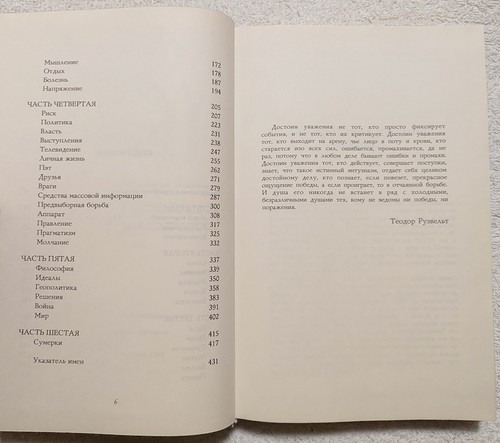 Мышление 172
Отдых 178
Болезнь 187
Напряжение 194
ЧАСТЬ ЧЕТВЕРТАЯ 205
Риск 207
Политика 223
Власть 231
Выступления 238
Телевидение 247
Личная жизнь 255
Пэт 262
Друзья 271
Враги 279
Средства массовой информации 287
Предвыборная борьба 300
Аппарат 308
Правление 317
Прагматизм 325
Молчание 332
ЧАСТЬ ПЯТАЯ 337
Философия 339
Идеалы 350
Геополитика 358
Решения 383
Война 391
Мир 402
ЧАСТЬ ШЕСТАЯ 415
Сумерки 417
Указатель имен 431
6
Достоин уважения не тот, кто просто фиксирует
события, и не тот, кто их критикует. Достоин уважения
тот, кто выходит на арену, чье лицо в поту и крови, кто
старается изо всех сил, ошибается, промахивается, да не
раз, потому что в любом деле бывают ошибки и промахи.
Достоин уважения тот, кто действует, совершает поступки,
знает, что такое истинный энтузиазм, отдает себя целиком
достойному делу, кто познает, если повезет, прекрасное
ощущение победы, а если проиграет, то в отчаянной борьбе.
И душа его никогда не встанет в ряд с холодными,
безразличными душами тех, кому не ведомы ни победы, ни
поражения.
Теодор Рузвельт